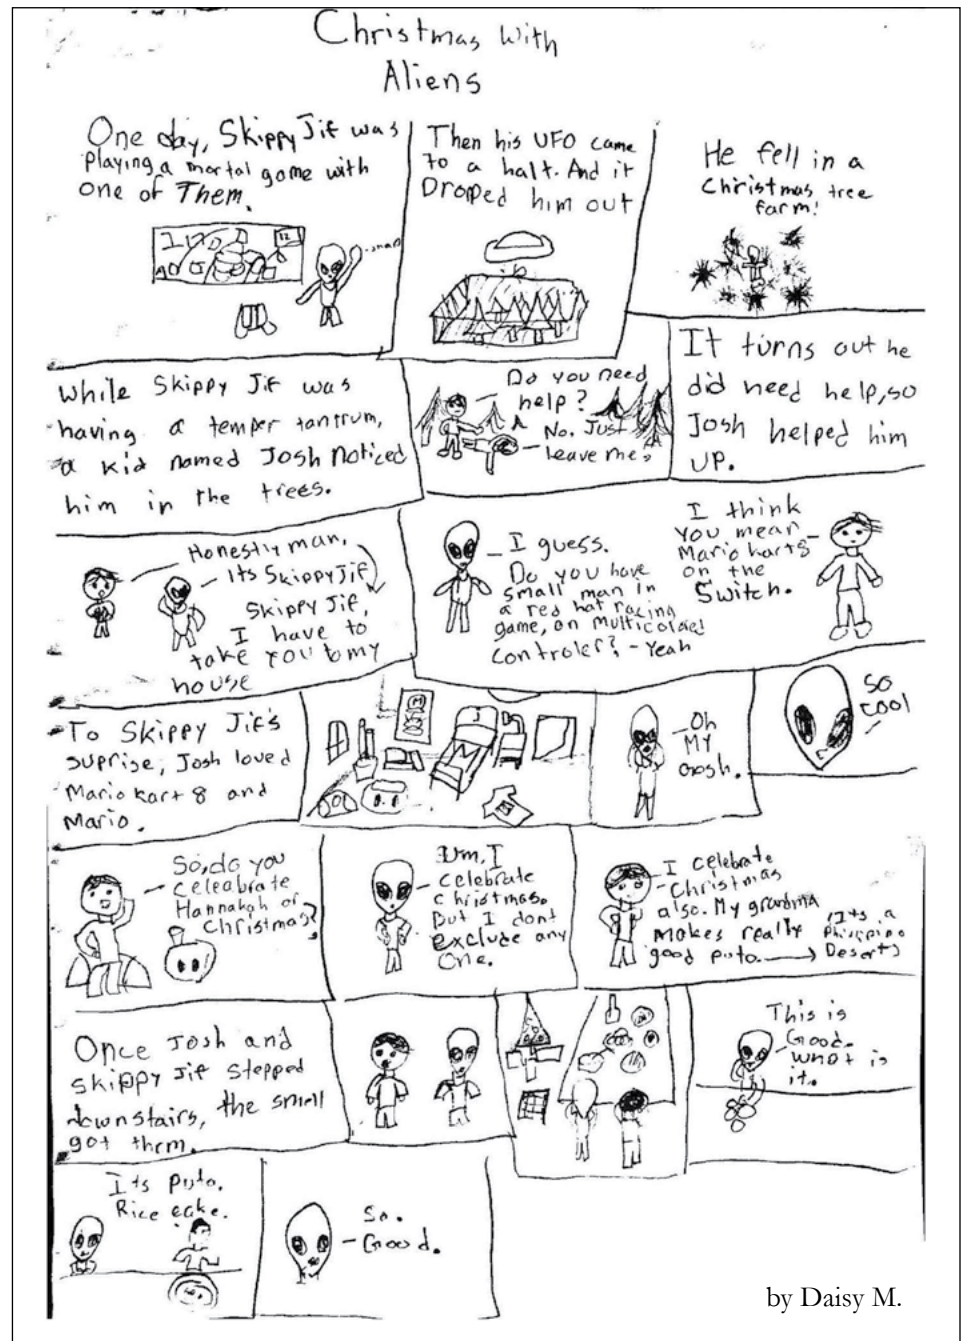 Christmas With
Aliens
One day, Skippy Jif was
playing a mortal game with
one of Them.
Then his UFO came
to a halt. And it
Dropped him out
He fell in a
Christmas tree
farm!
While Skippy Jif was
having a temper tantrum,
a kid named Josh noticed
him in the trees.
Do you need
help?
No. Just
leave me.
It turns out he
did need help, so
Josh helped him
up.
Honestly man,
Its Skippy Jif
Skippy Jif,
I have to
take you to my
house
I guess.
Do you have
small man in
a red hat racing
game, on multicolored
controler? - Yeah
I think
you mean
Mario karts
on the
Switch.
To Skippy Jif's
suprise, Josh loved
Mario kart 8 and
Mario.
Oh
My
Gosh.
So
cool
So, do you
celeabrate
Hannakah or
Christmas?
Um, I
celebrate
christmas.
But I dont
exclude any
one.
I celebrate
Christmas
also. My grandma
makes really
good puto.
(Its a
Desert)
Once Josh and
skippy Jif stepped
downstairs, the smell
got them.
This is
Good.
what is
it.
Its puto.
Rice cake.
So.
Good.
by Daisy M.